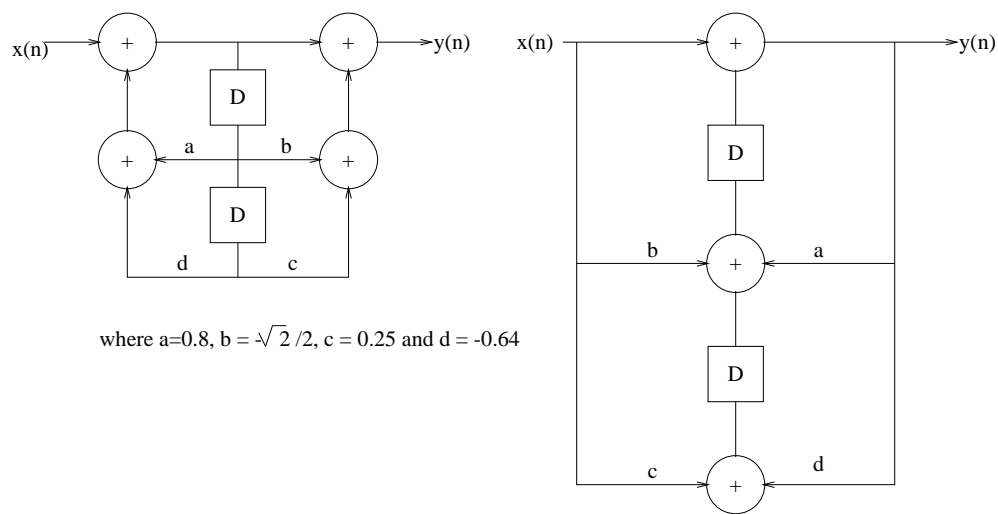 x(n) + + y(n)
D
+ a b +
D
d c
where a=0.8, b = -√2 /2, c = 0.25 and d = -0.64
x(n) + y(n)
D
b + a
D
c + d